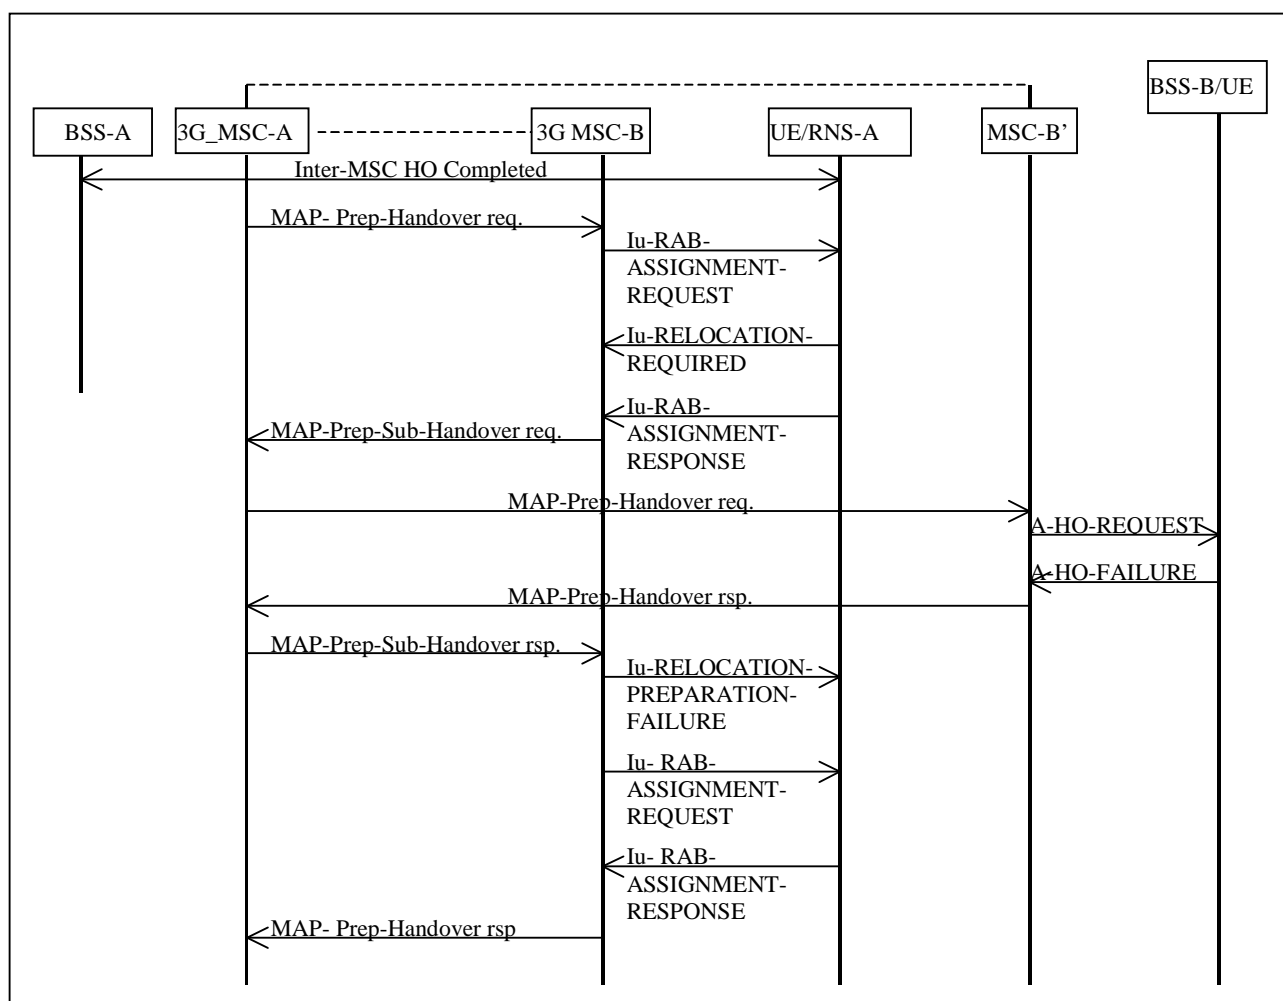 BSS-B/UE
BSS-A
3G_MSC-A
3G MSC-B
UE/RNS-A
MSC-B’
Inter-MSC HO Completed
MAP- Prep-Handover req.
Iu-RAB-
ASSIGNMENT-
REQUEST
Iu-RELOCATION-
REQUIRED
Iu-RAB-
ASSIGNMENT-
RESPONSE
MAP-Prep-Sub-Handover req.
MAP-Prep-Handover req.
A-HO-REQUEST
A-HO-FAILURE
MAP-Prep-Handover rsp.
MAP-Prep-Sub-Handover rsp.
Iu-RELOCATION-
PREPARATION-
FAILURE
Iu- RAB-
ASSIGNMENT-
REQUEST
Iu- RAB-
ASSIGNMENT-
RESPONSE
MAP- Prep-Handover rsp